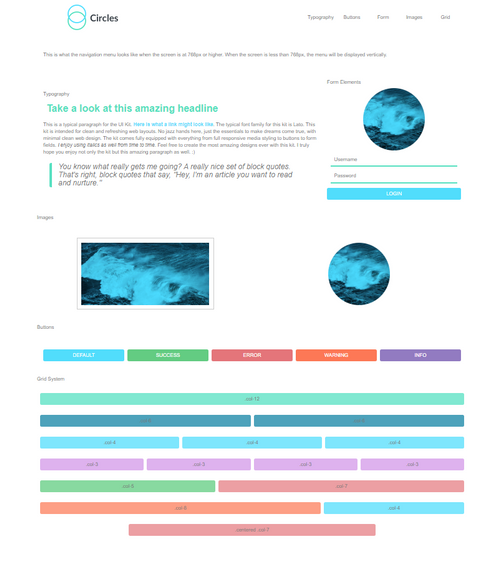 Circles
Typography Buttons Form Images Grid
This is what the navigation menu looks like when the screen is at 768px or higher. When the screen is less than 768px, the menu will be displayed vertically.
Form Elements
Typography
Take a look at this amazing headline
This is a typical paragraph for the UI Kit. Here is what a link might look like. The typical font family for this kit is Lato. This
kit is intended for clean and refreshing web layouts. No jazz hands here, just the essentials to make dreams come true, with
minimal clean web design. The kit comes fully equipped with everything from full responsive media styling to buttons to form
fields. I enjoy using italics as well from time to time. Feel free to create the most amazing designs ever with this kit. I truly
hope you enjoy not only the kit but this amazing paragraph as well. :)
You know what really gets me going? A really nice set of block quotes.
That's right, block quotes that say, "Hey, I'm an article you want to read
and nurture."
Username
Password
LOGIN
Images
Buttons
DEFAULT SUCCESS ERROR WARNING INFO
Grid System
col-12
col-4 col-4 col-4
col-3 col-3 col-3 col-3
col-7
col-4
centered col-7